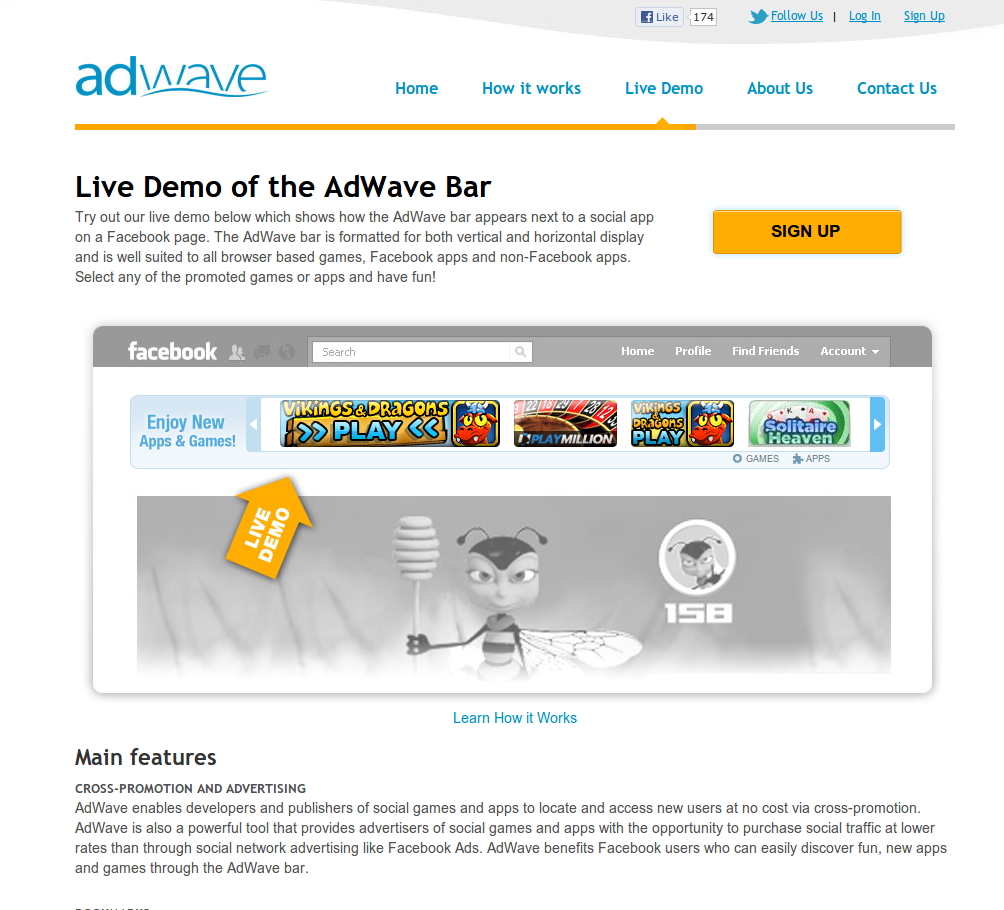 Like 174 Follow Us | Log In Sign Up
adwave
Home How it works Live Demo About Us Contact Us
Live Demo of the AdWave Bar
Try out our live demo below which shows how the AdWave bar appears next to a social app
on a Facebook page. The AdWave bar is formatted for both vertical and horizontal display
and is well suited to all browser based games, Facebook apps and non-Facebook apps.
Select any of the promoted games or apps and have fun!
SIGN UP
facebook Search Home Profile Find Friends Account
Enjoy New
Apps & Games!
VIKINGS & DRAGONS
>> PLAY <<
PLAYMILLION
VIKINGS
& DRAGONS
PLAY
Solitaire
Heaven
GAMES APPS
LIVE
DEMO
158
Learn How it Works
Main features
CROSS-PROMOTION AND ADVERTISING
AdWave enables developers and publishers of social games and apps to locate and access new users at no cost via cross-promotion.
AdWave is also a powerful tool that provides advertisers of social games and apps with the opportunity to purchase social traffic at lower
rates than through social network advertising like Facebook Ads. AdWave benefits Facebook users who can easily discover fun, new apps
and games through the AdWave bar.